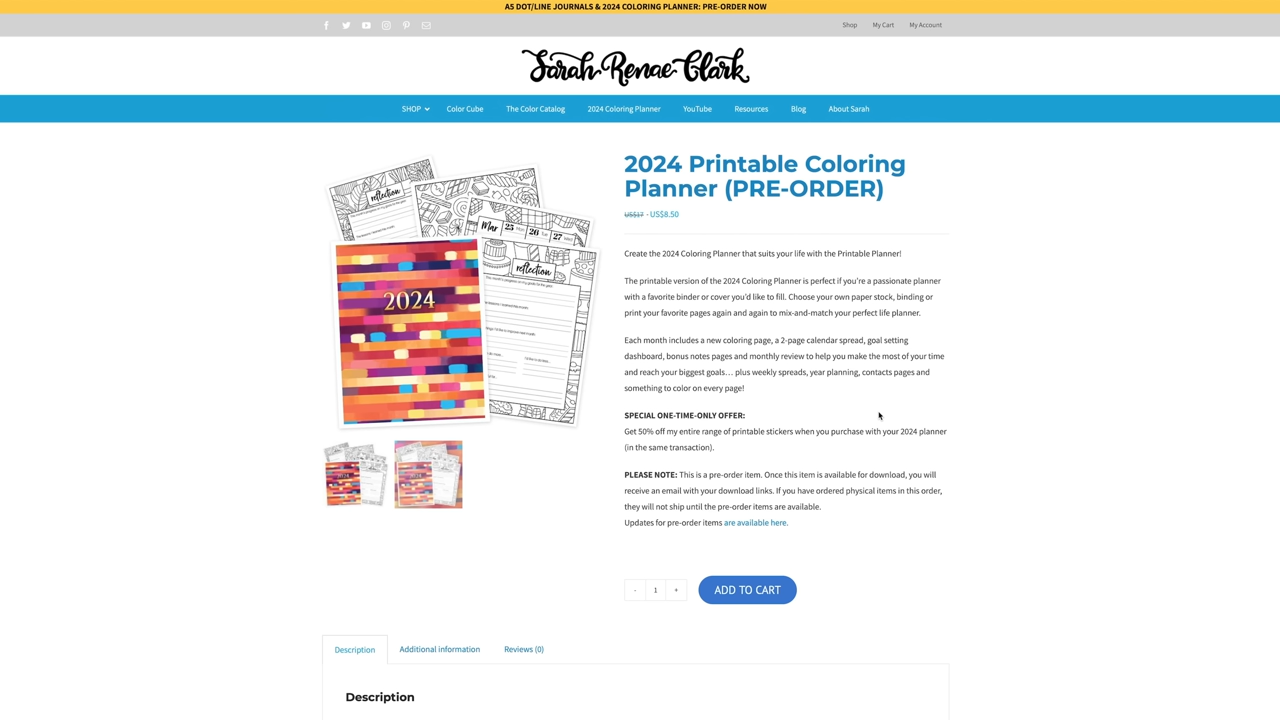 A5 DOT/LINE JOURNALS & 2024 COLORING PLANNER: PRE-ORDER NOW
Shop My Cart My Account
Sarah Renae Clark
SHOP Color Cube The Color Catalog 2024 Coloring Planner YouTube Resources Blog About Sarah
reflection
Mar 25 26 27
reflection
2024
2024 Printable Coloring
Planner (PRE-ORDER)
US$17 - US$8.50
Create the 2024 Coloring Planner that suits your life with the Printable Planner!
The printable version of the 2024 Coloring Planner is perfect if you're a passionate planner
with a favorite binder or cover you'd like to fill. Choose your own paper stock, binding or
print your favorite pages again and again to mix-and-match your perfect life planner.
Each month includes a new coloring page, a 2-page calendar spread, goal setting
dashboard, bonus notes pages and monthly review to help you make the most of your time
and reach your biggest goals… plus weekly spreads, year planning, contacts pages and
something to color on every page!
SPECIAL ONE-TIME-ONLY OFFER:
Get 50% off my entire range of printable stickers when you purchase with your 2024 planner
(in the same transaction).
PLEASE NOTE: This is a pre-order item. Once this item is available for download, you will
receive an email with your download links. If you have ordered physical items in this order,
they will not ship until the pre-order items are available.
Updates for pre-order items are available here.
- 1 + ADD TO CART
Description Additional information Reviews (0)
Description